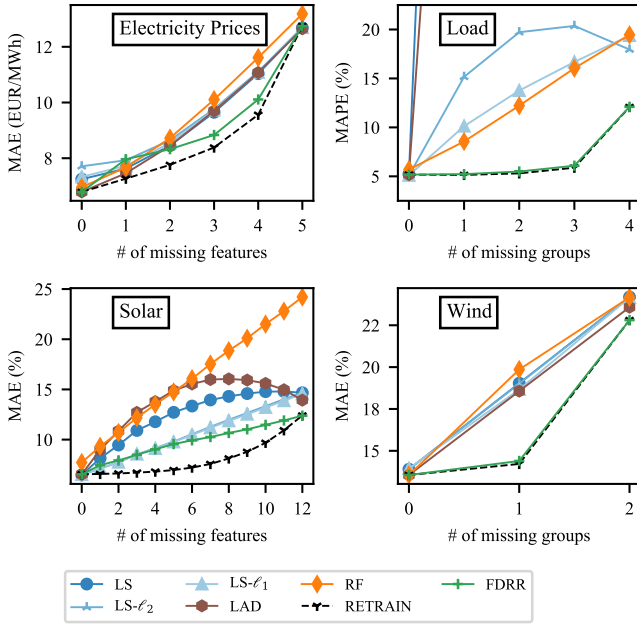 Electricity Prices
MAE (EUR/MWh)
12
10
8
0 1 2 3 4 5
# of missing features
Load
MAPE (%)
20
15
10
5
0 1 2 3 4
# of missing groups
Solar
MAE (%)
25
20
15
10
0 2 4 6 8 10 12
# of missing features
Wind
MAE (%)
22
20
18
15
0 1 2
# of missing groups
LS LS-ℓ1 RF FDRR
LS-ℓ2 LAD RETRAIN